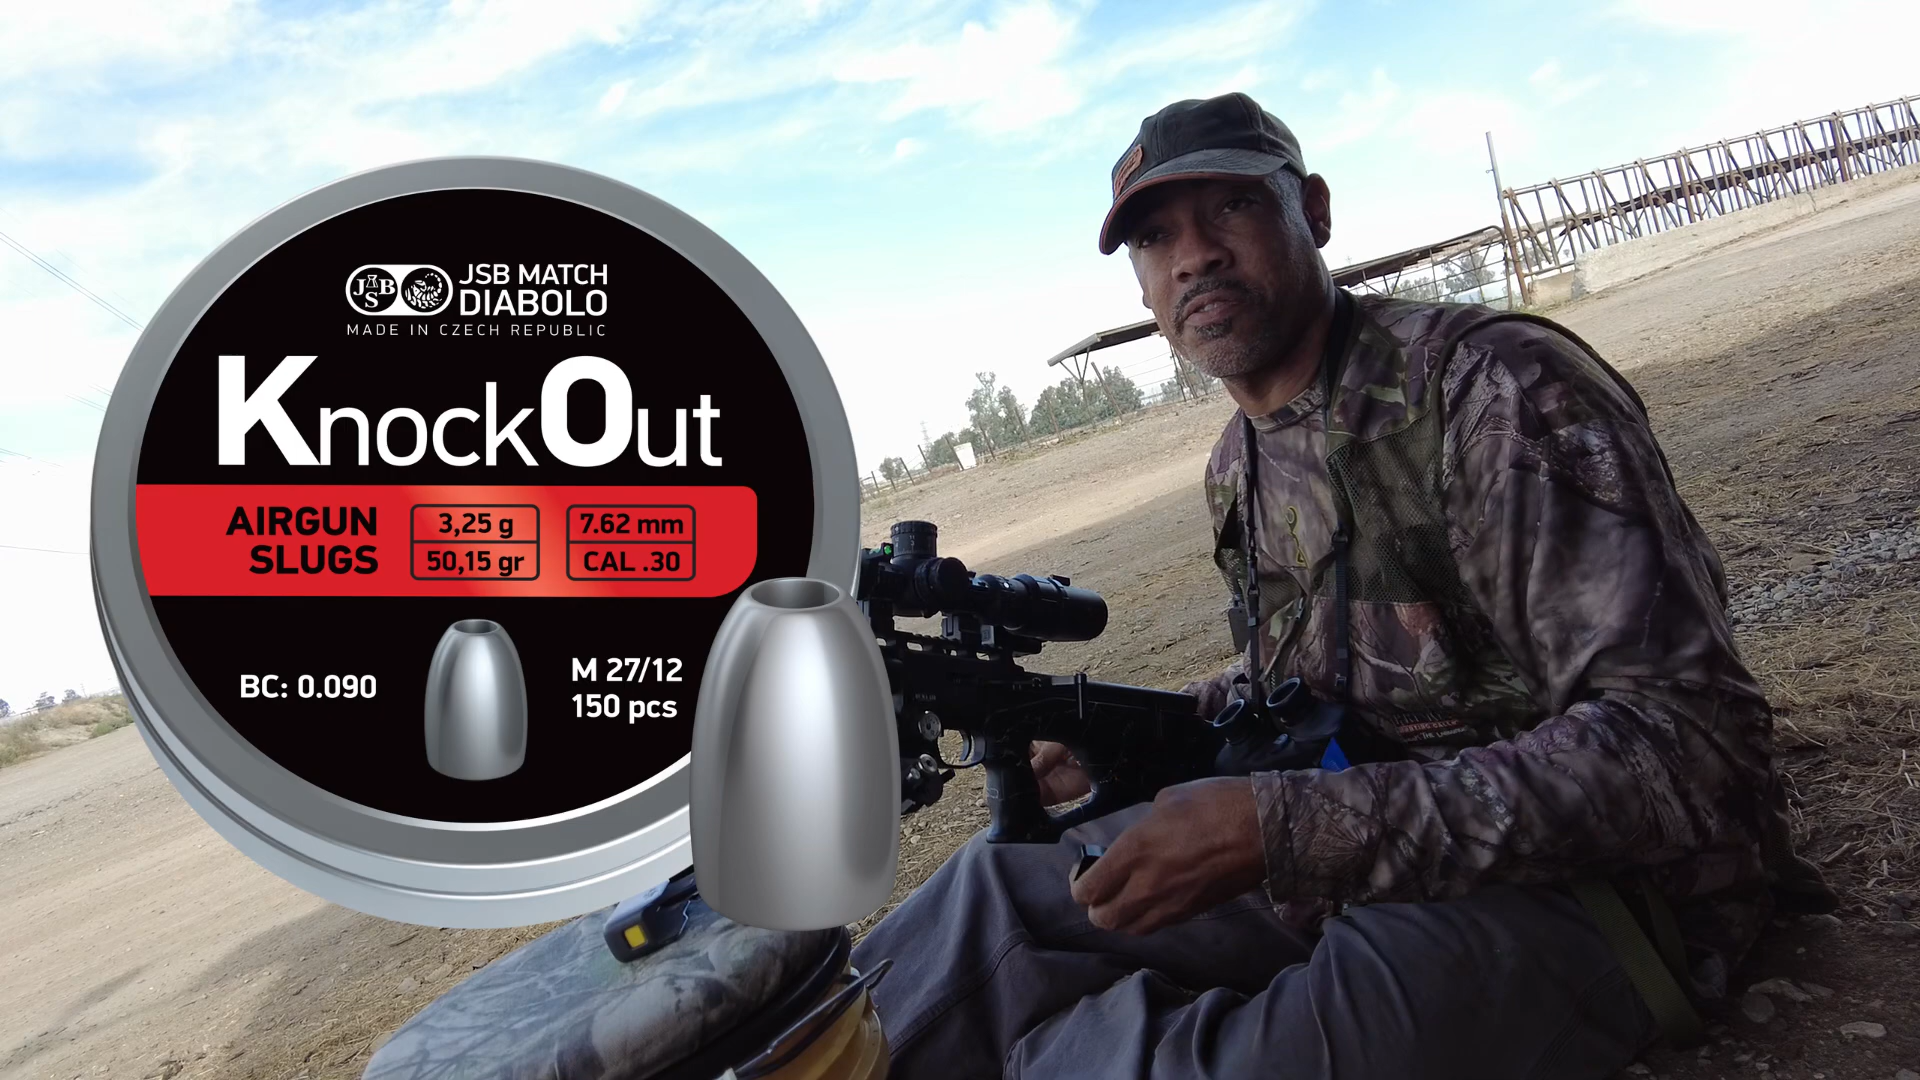 JSB
JSB MATCH
DIABOLO
MADE IN CZECH REPUBLIC
KnockOut
AIRGUN
SLUGS
3,25 g
50,15 gr
7.62 mm
CAL .30
BC: 0.090
M 27/12
150 pcs